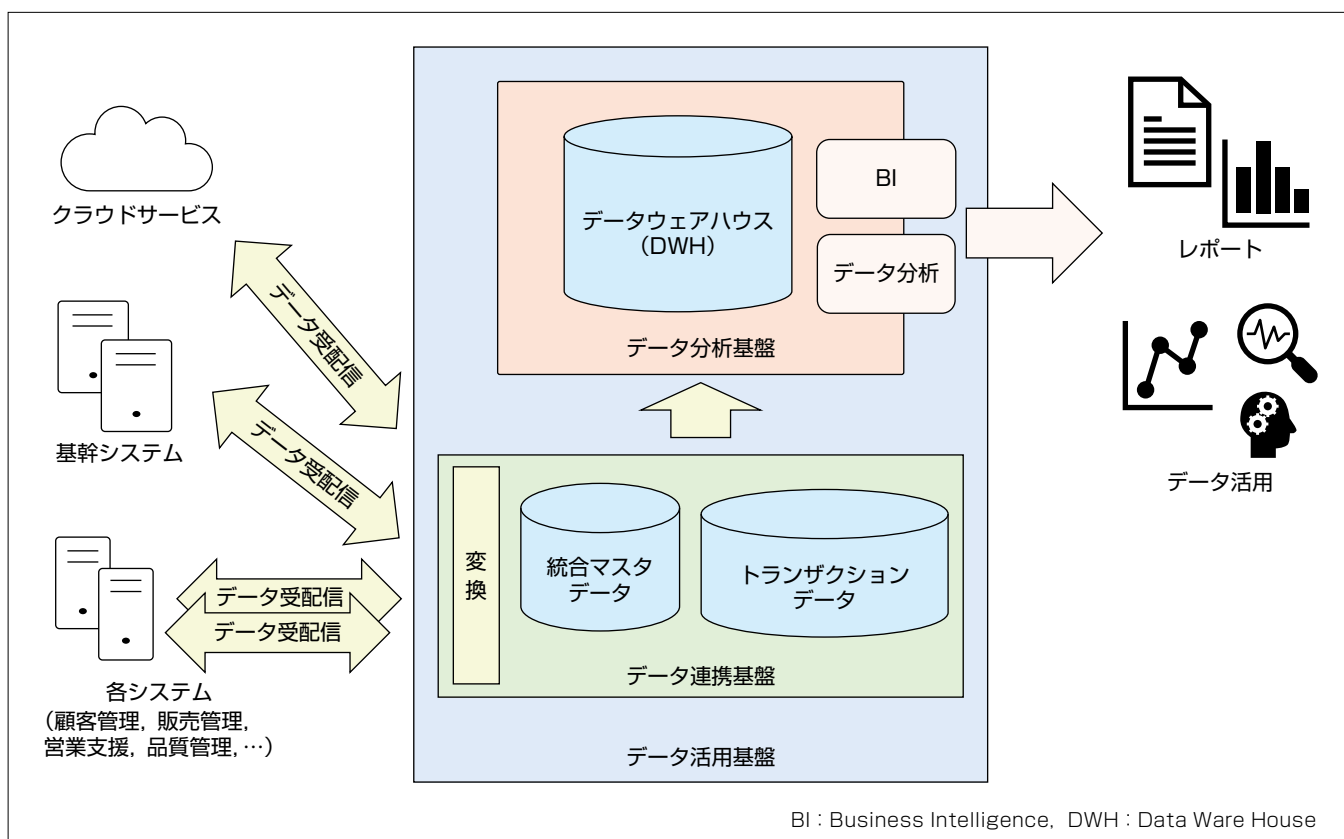 クラウドサービス
データ受配信
基幹システム
データ受配信
データ受配信
データ受配信
各システム
（顧客管理, 販売管理,
営業支援, 品質管理, …）
データウェアハウス
（DWH）
BI
データ分析
データ分析基盤
変
換
統合マスタ
データ
トランザクション
データ
データ連携基盤
データ活用基盤
レポート
データ活用
BI : Business Intelligence, DWH : Data Ware House